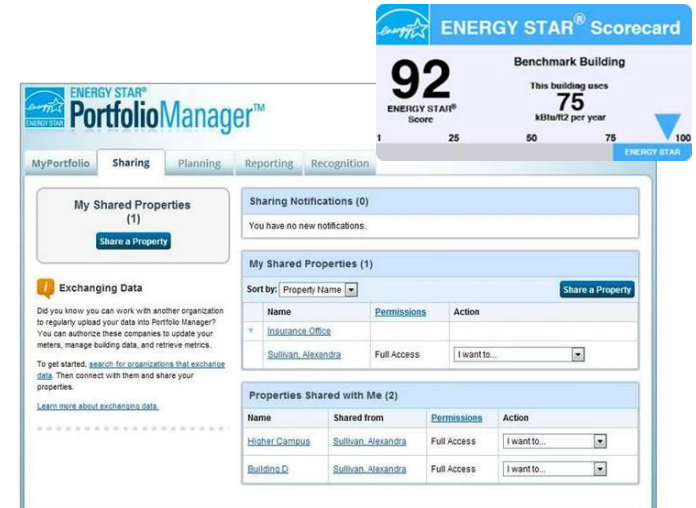 ENERGY STAR® Scorecard
92
ENERGY STAR®
Score
Benchmark Building
This building uses
75
kBtu/ft2 per year
1 25 50 75 100
ENERGY STAR
ENERGY STAR®
PortfolioManager™
ENERGY STAR
MyPortfolio Sharing Planning Reporting Recognition
My Shared Properties
(1)
Share a Property
Exchanging Data
Did you know you can work with another organization
to regularly upload your data into Portfolio Manager?
You can authorize these companies to update your
meters, manage building data, and retrieve metrics.
To get started, search for organizations that exchange
data. Then connect with them and share your
properties.
Learn more about exchanging data.
Sharing Notifications (0)
You have no new notifications.
My Shared Properties (1)
Sort by: Property Name Share a Property
Name Permissions Action
Insurance Office
Sullivan, Alexandra Full Access I want to...
Properties Shared with Me (2)
Name Shared from Permissions Action
Higher Campus Sullivan, Alexandra Full Access I want to...
Building D Sullivan, Alexandra Full Access I want to...